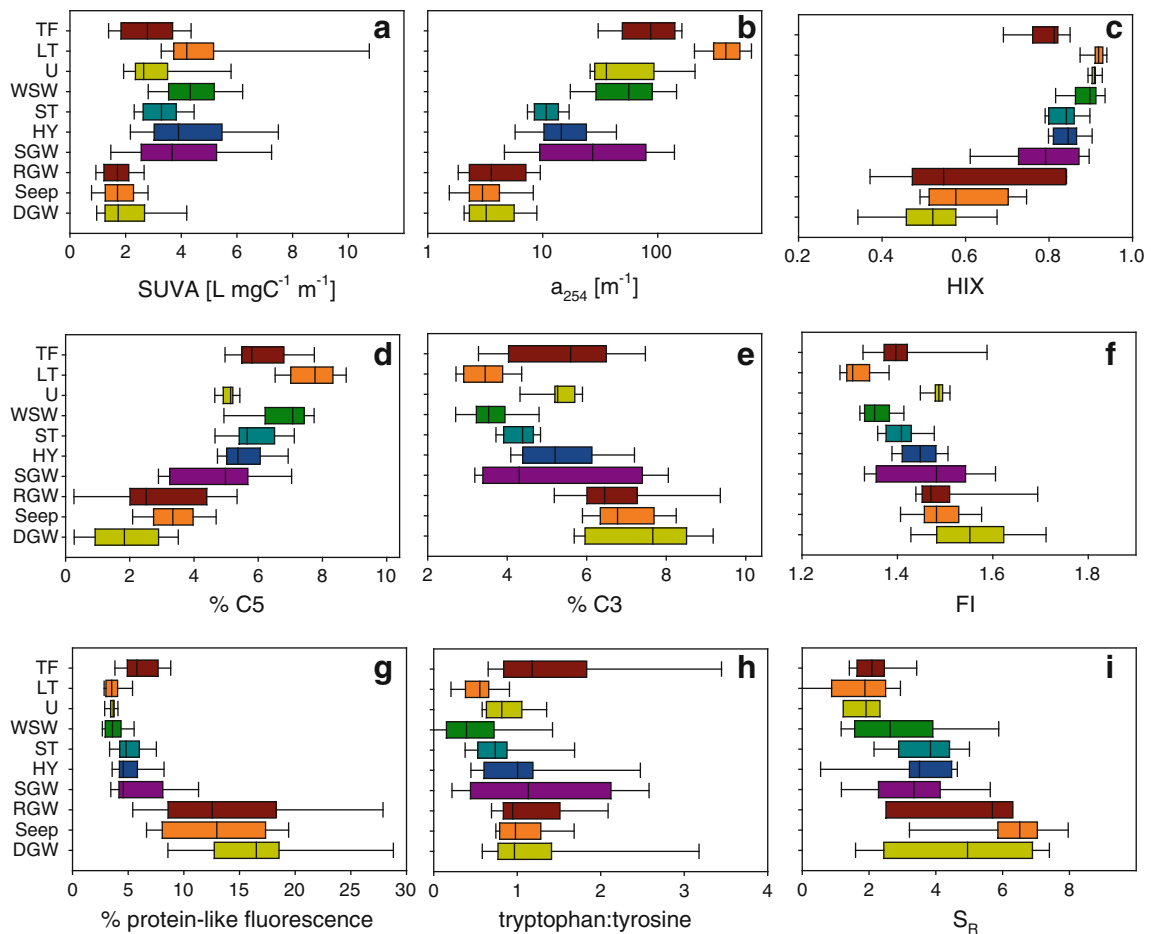 TF
LT
U
WSW
ST
HY
SGW
RGW
Seep
DGW
a
0 2 4 6 8 10
SUVA [L mgC⁻¹ m⁻¹]
b
1 10 100
a₂₅₄ [m⁻¹]
c
0.2 0.4 0.6 0.8 1.0
HIX
TF
LT
U
WSW
ST
HY
SGW
RGW
Seep
DGW
d
0 2 4 6 8 10
% C5
e
2 4 6 8 10
% C3
f
1.2 1.4 1.6 1.8
FI
TF
LT
U
WSW
ST
HY
SGW
RGW
Seep
DGW
g
0 5 10 15 20 25 30
% protein-like fluorescence
h
0 1 2 3 4
tryptophan:tyrosine
i
0 2 4 6 8
S_R